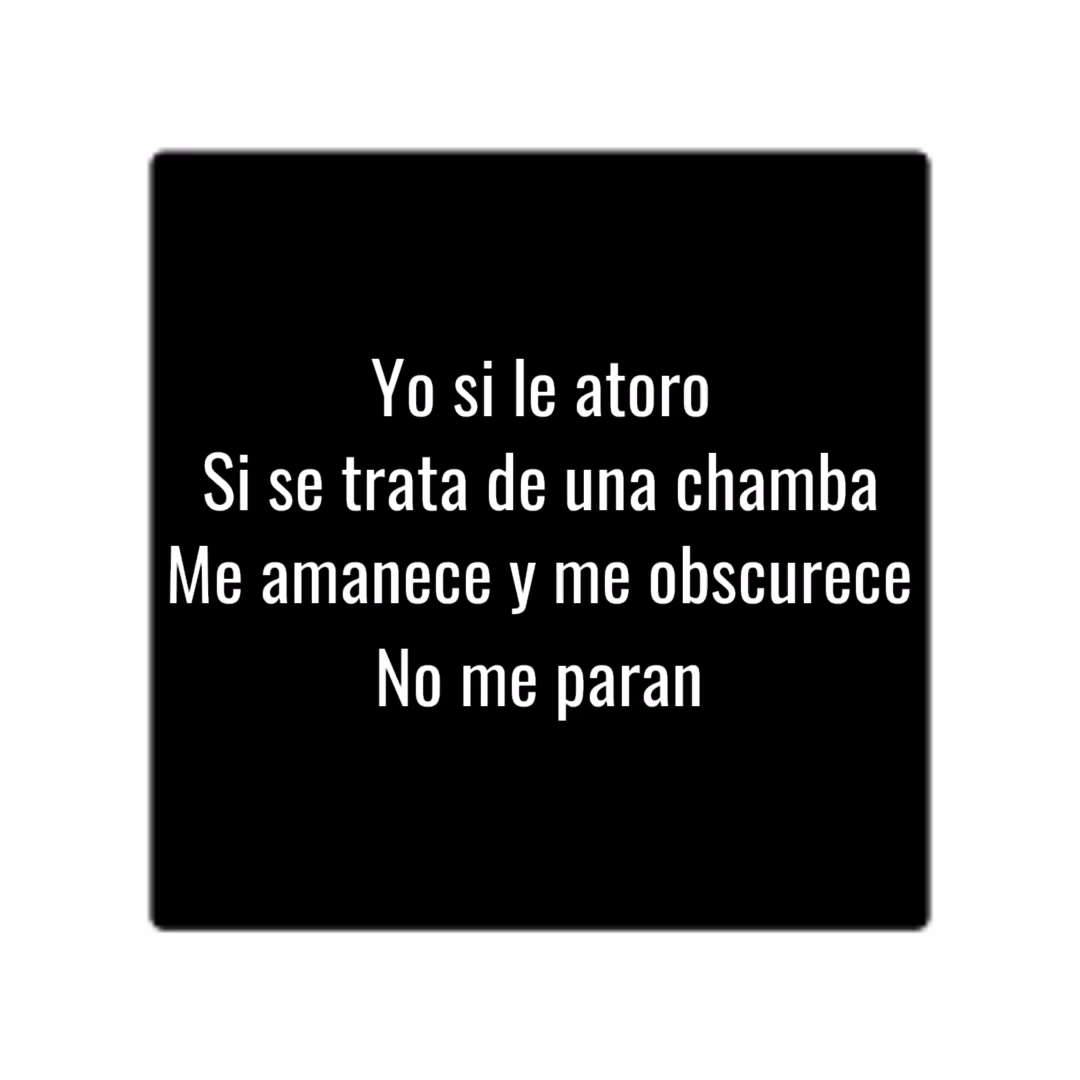 Yo si le atoro
Si se trata de una chamba
Me amanece y me obscurece
No me paran